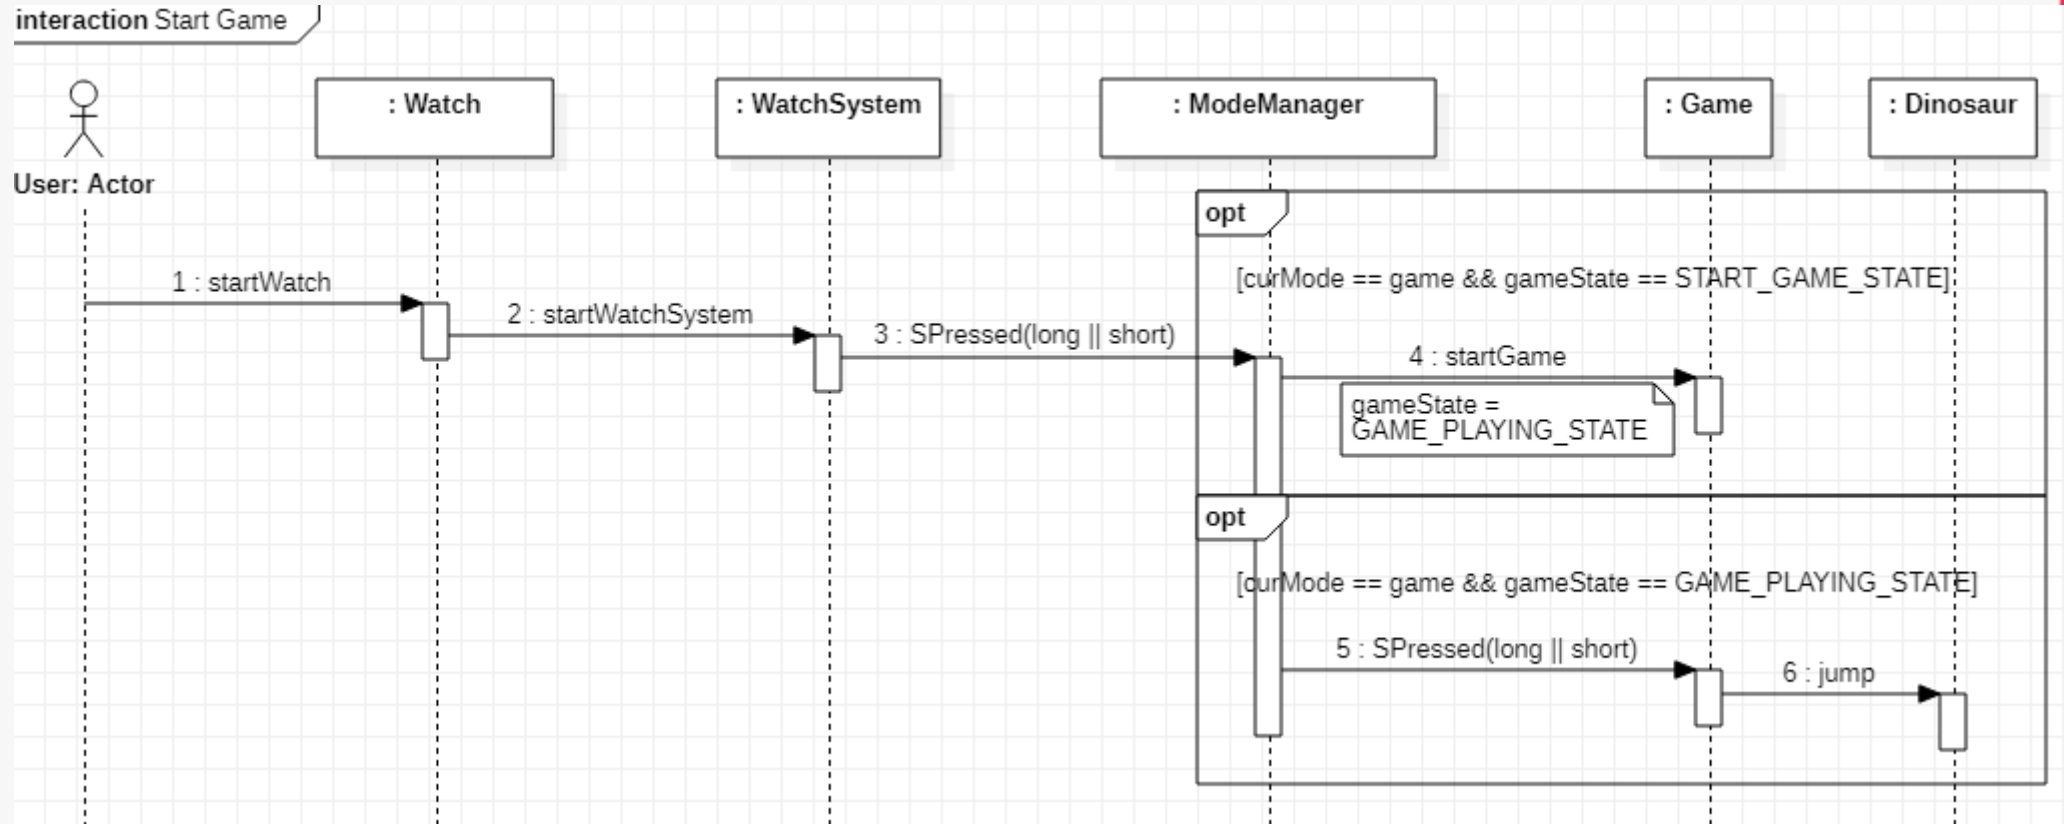 interaction Start Game
: Watch
: WatchSystem
: ModeManager
: Game
: Dinosaur
User: Actor
opt
[curMode == game && gameState == START_GAME_STATE]
1 : startWatch
2 : startWatchSystem
3 : SPressed(long || short)
4 : startGame
gameState =
GAME_PLAYING_STATE
opt
[curMode == game && gameState == GAME_PLAYING_STATE]
5 : SPressed(long || short)
6 : jump